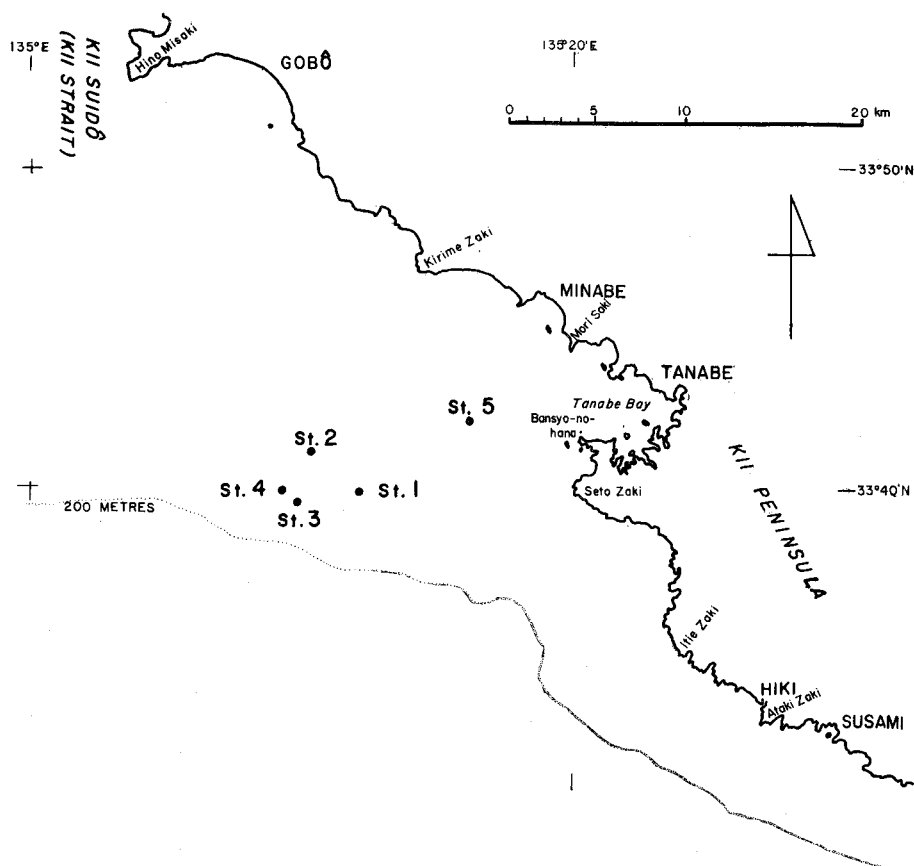 135°E
Hino Misaki
GOBÔ
135°20'E
KII SUIDÔ
(KII STRAIT)
0 5 10 20 km
33°50'N
Kirime Zaki
MINABE
Mori Saki
TANABE
Tanabe Bay
St. 5
Bansyo-no-
hana
St. 2
KII PENINSULA
St. 4
St. 1
Seto Zaki
33°40'N
200 METRES
St. 3
Itie Zaki
HIKI
Ataki Zaki
SUSAMI